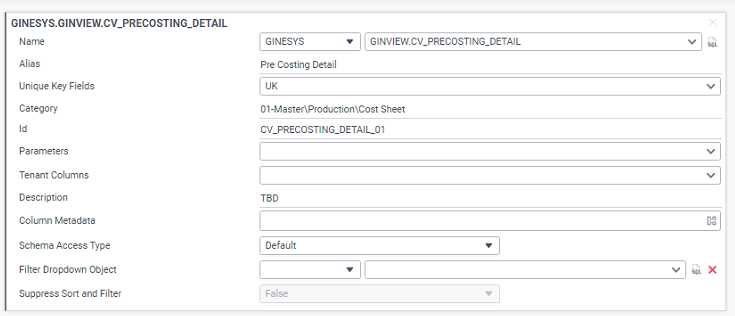 GINESYS.GINVIEW.CV_PRECOSTING_DETAIL
Name GINESYS GINVIEW.CV_PRECOSTING_DETAIL SQL
Alias Pre Costing Detail
Unique Key Fields UK
Category 01-Master\Production\Cost Sheet
Id CV_PRECOSTING_DETAIL_01
Parameters
Tenant Columns
Description TBD
Column Metadata
Schema Access Type Default
Filter Dropdown Object SQL
Suppress Sort and Filter False